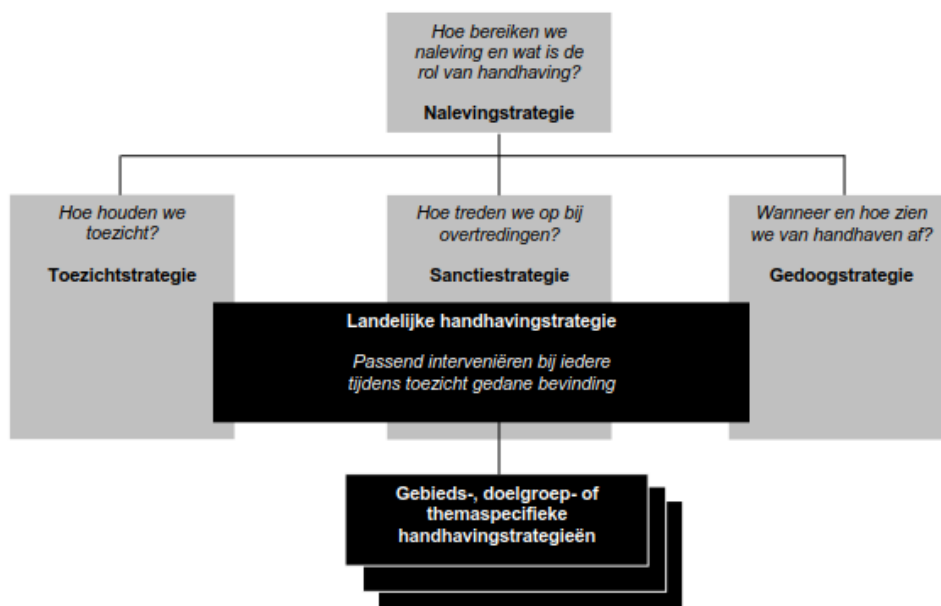 Hoe bereiken we
naleving en wat is de
rol van handhaving?
Nalevingstrategie
Hoe houden we
toezicht?
Toezichtstrategie
Hoe treden we op bij
overtredingen?
Sanctiestrategie
Wanneer en hoe zien
we van handhaven af?
Gedoogstrategie
Landelijke handhavingstrategie
Passend interveniëren bij iedere
tijdens toezicht gedane bevinding
Gebieds-, doelgroep- of
themaspecifieke
handhavingstrategieën